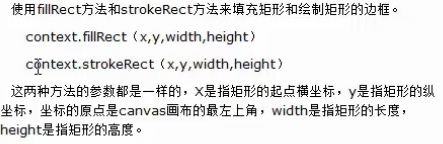 使用fillRect方法和strokeRect方法来填充矩形和绘制矩形的边框。
context.fillRect（x,y,width,height）
context.strokeRect（x,y,width,height）
这两种方法的参数都是一样的，X是指矩形的起点横坐标，y是指矩形的纵
坐标，坐标的原点是canvas画布的最左上角，width是指矩形的长度，
height是指矩形的高度。